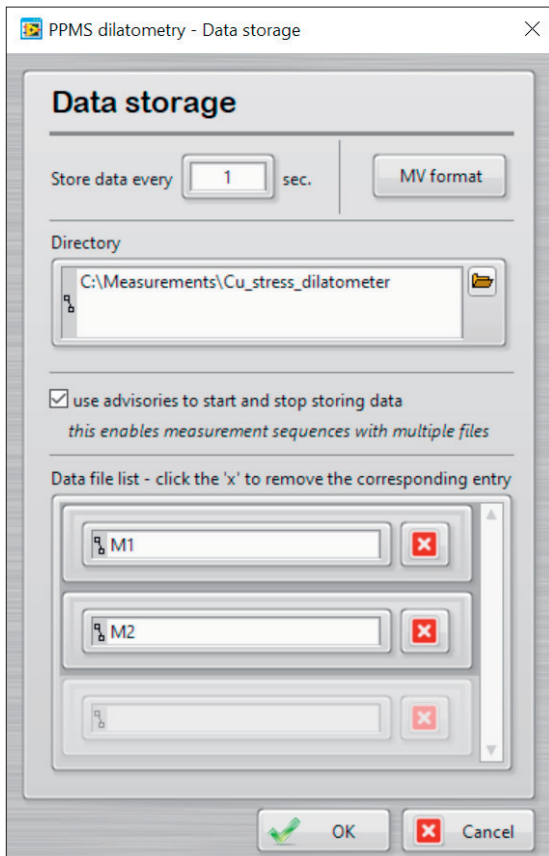 PPMS dilatometry - Data storage
Data storage
Store data every 1 sec.
MV format
Directory
C:\Measurements\Cu_stress_dilatometer
use advisories to start and stop storing data
this enables measurement sequences with multiple files
Data file list - click the 'x' to remove the corresponding entry
M1
M2
OK
Cancel